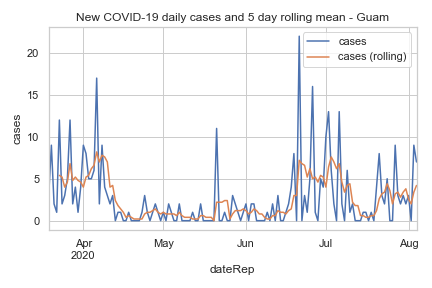 New COVID-19 daily cases and 5 day rolling mean - Guam
cases
cases (rolling)
20
15
10
5
0
cases
Apr
2020
May
Jun
Jul
Aug
dateRep